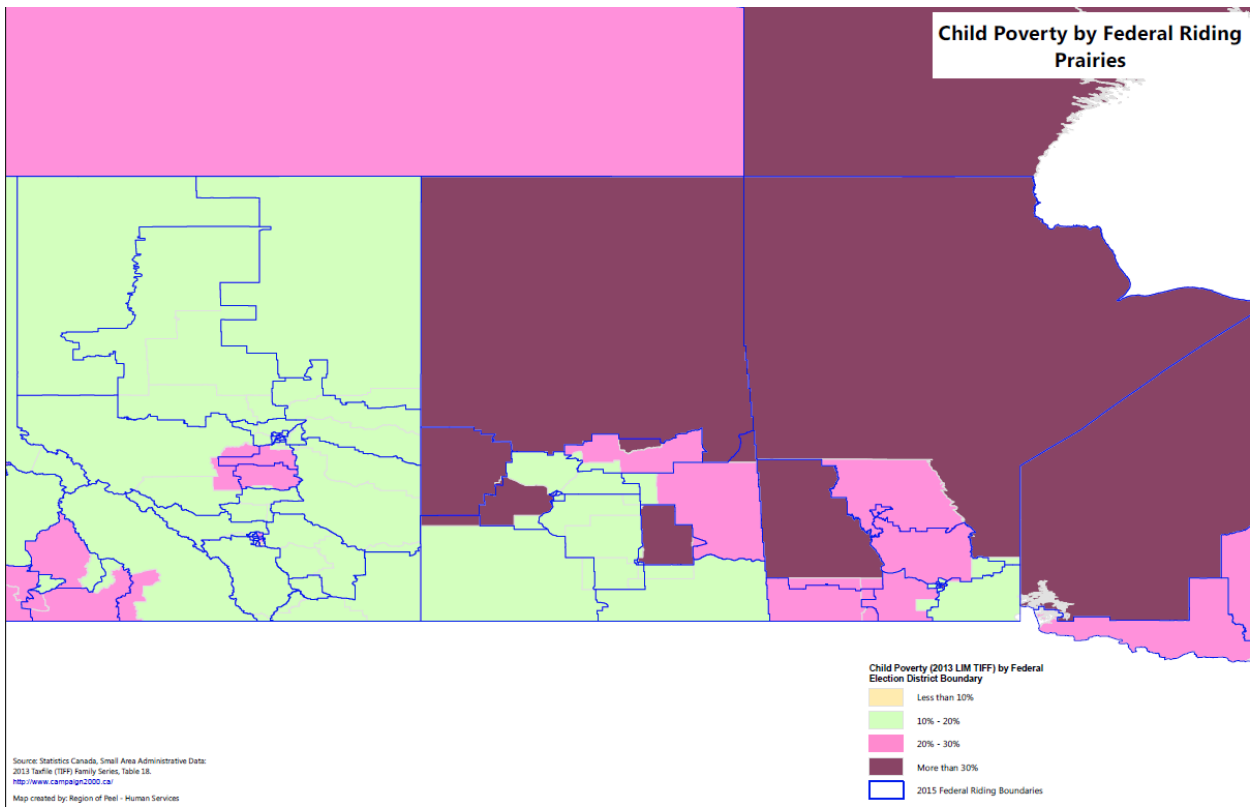 Child Poverty by Federal Riding
Prairies
Child Poverty (2013 LIM TIFF) by Federal
Election District Boundary
Less than 10%
10% - 20%
20% - 30%
More than 30%
2015 Federal Riding Boundaries
Source: Statistics Canada, Small Area Administrative Data:
2013 Taxfile (TIFF) Family Series, Table 18.
http://www.campaign2000.ca/
Map created by: Region of Peel - Human Services